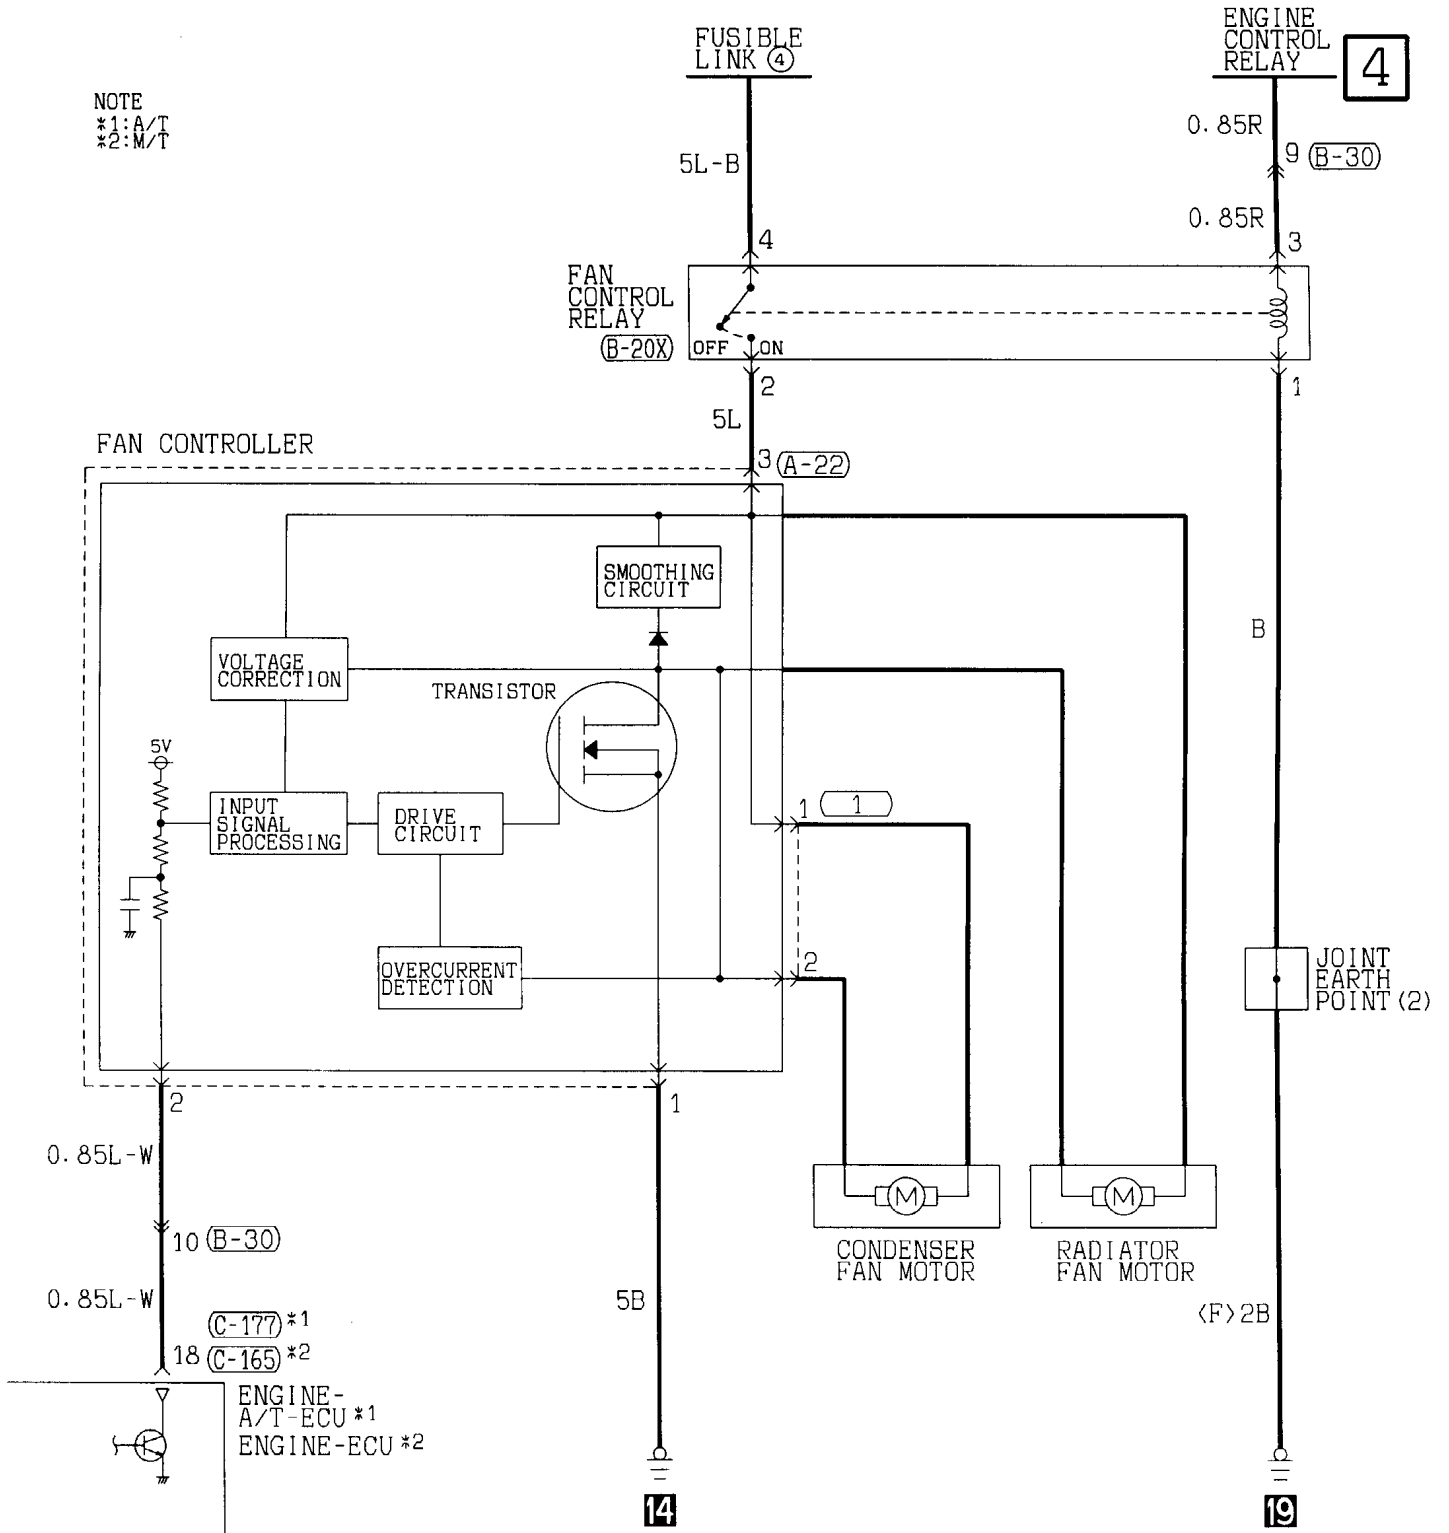 FUSIBLE
LINK ④
ENGINE
CONTROL
RELAY
4
NOTE
*1:A/T
*2:M/T
0.85R
5L-B
9 (B-30)
0.85R
4
3
FAN
CONTROL
RELAY
(B-20X)
OFF
ON
2
1
5L
FAN CONTROLLER
3 (A-22)
SMOOTHING
CIRCUIT
B
VOLTAGE
CORRECTION
TRANSISTOR
5V
INPUT
SIGNAL
PROCESSING
DRIVE
CIRCUIT
1 (1)
OVERCURRENT
DETECTION
2
JOINT
EARTH
POINT(2)
2
1
0.85L-W
M
M
10 (B-30)
CONDENSER
FAN MOTOR
RADIATOR
FAN MOTOR
0.85L-W
5B
<F>2B
(C-177)*1
18 (C-165)*2
ENGINE-
A/T-ECU*1
ENGINE-ECU*2
14
19